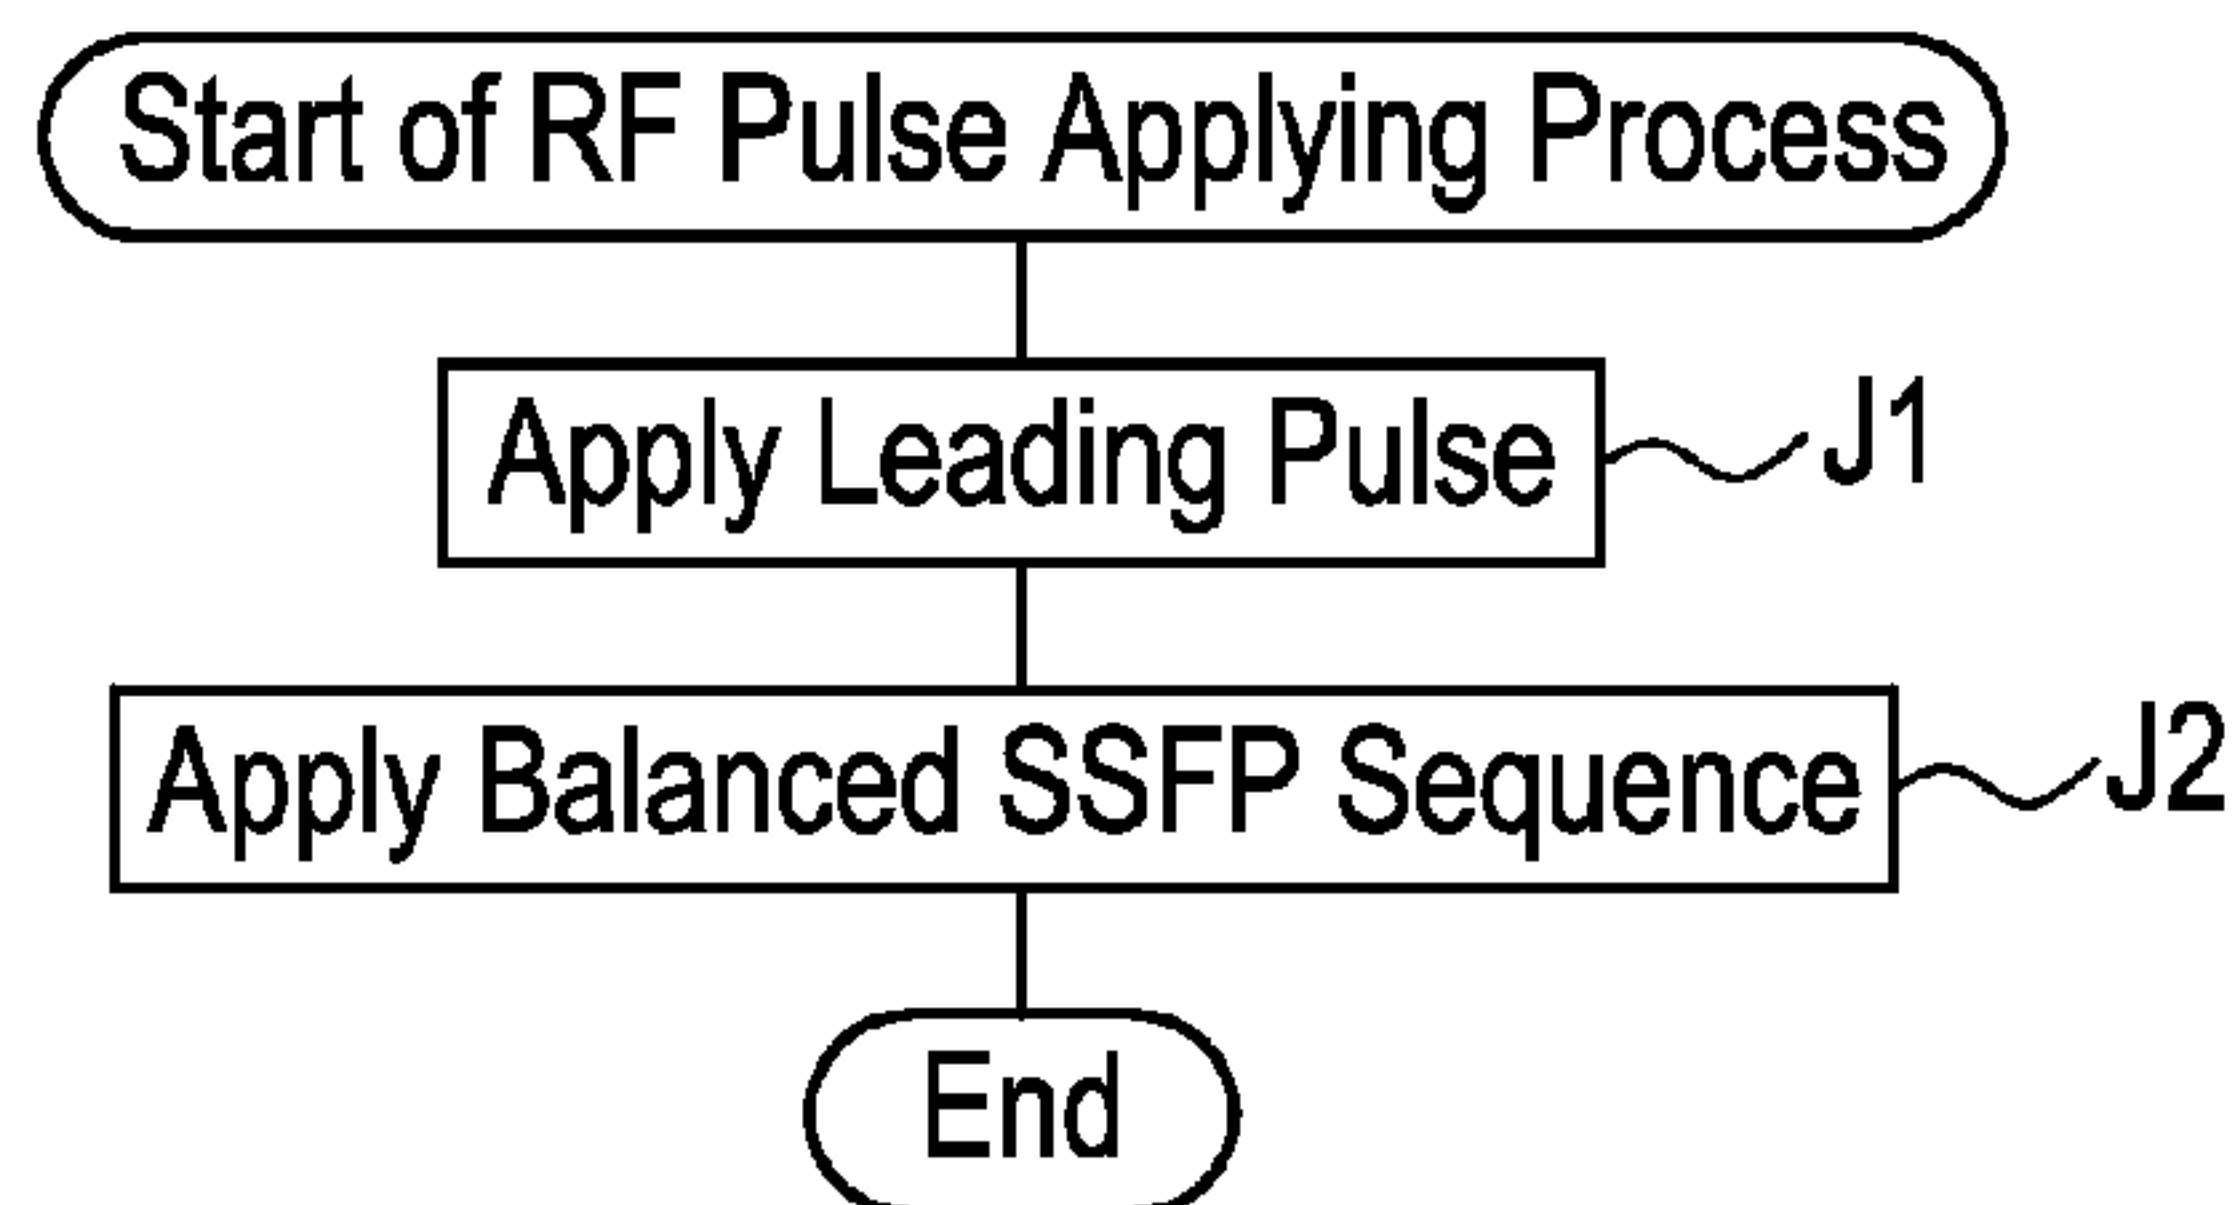 Start of RF Pulse Applying Process
Apply Leading Pulse
J1
Apply Balanced SSFP Sequence
J2
End